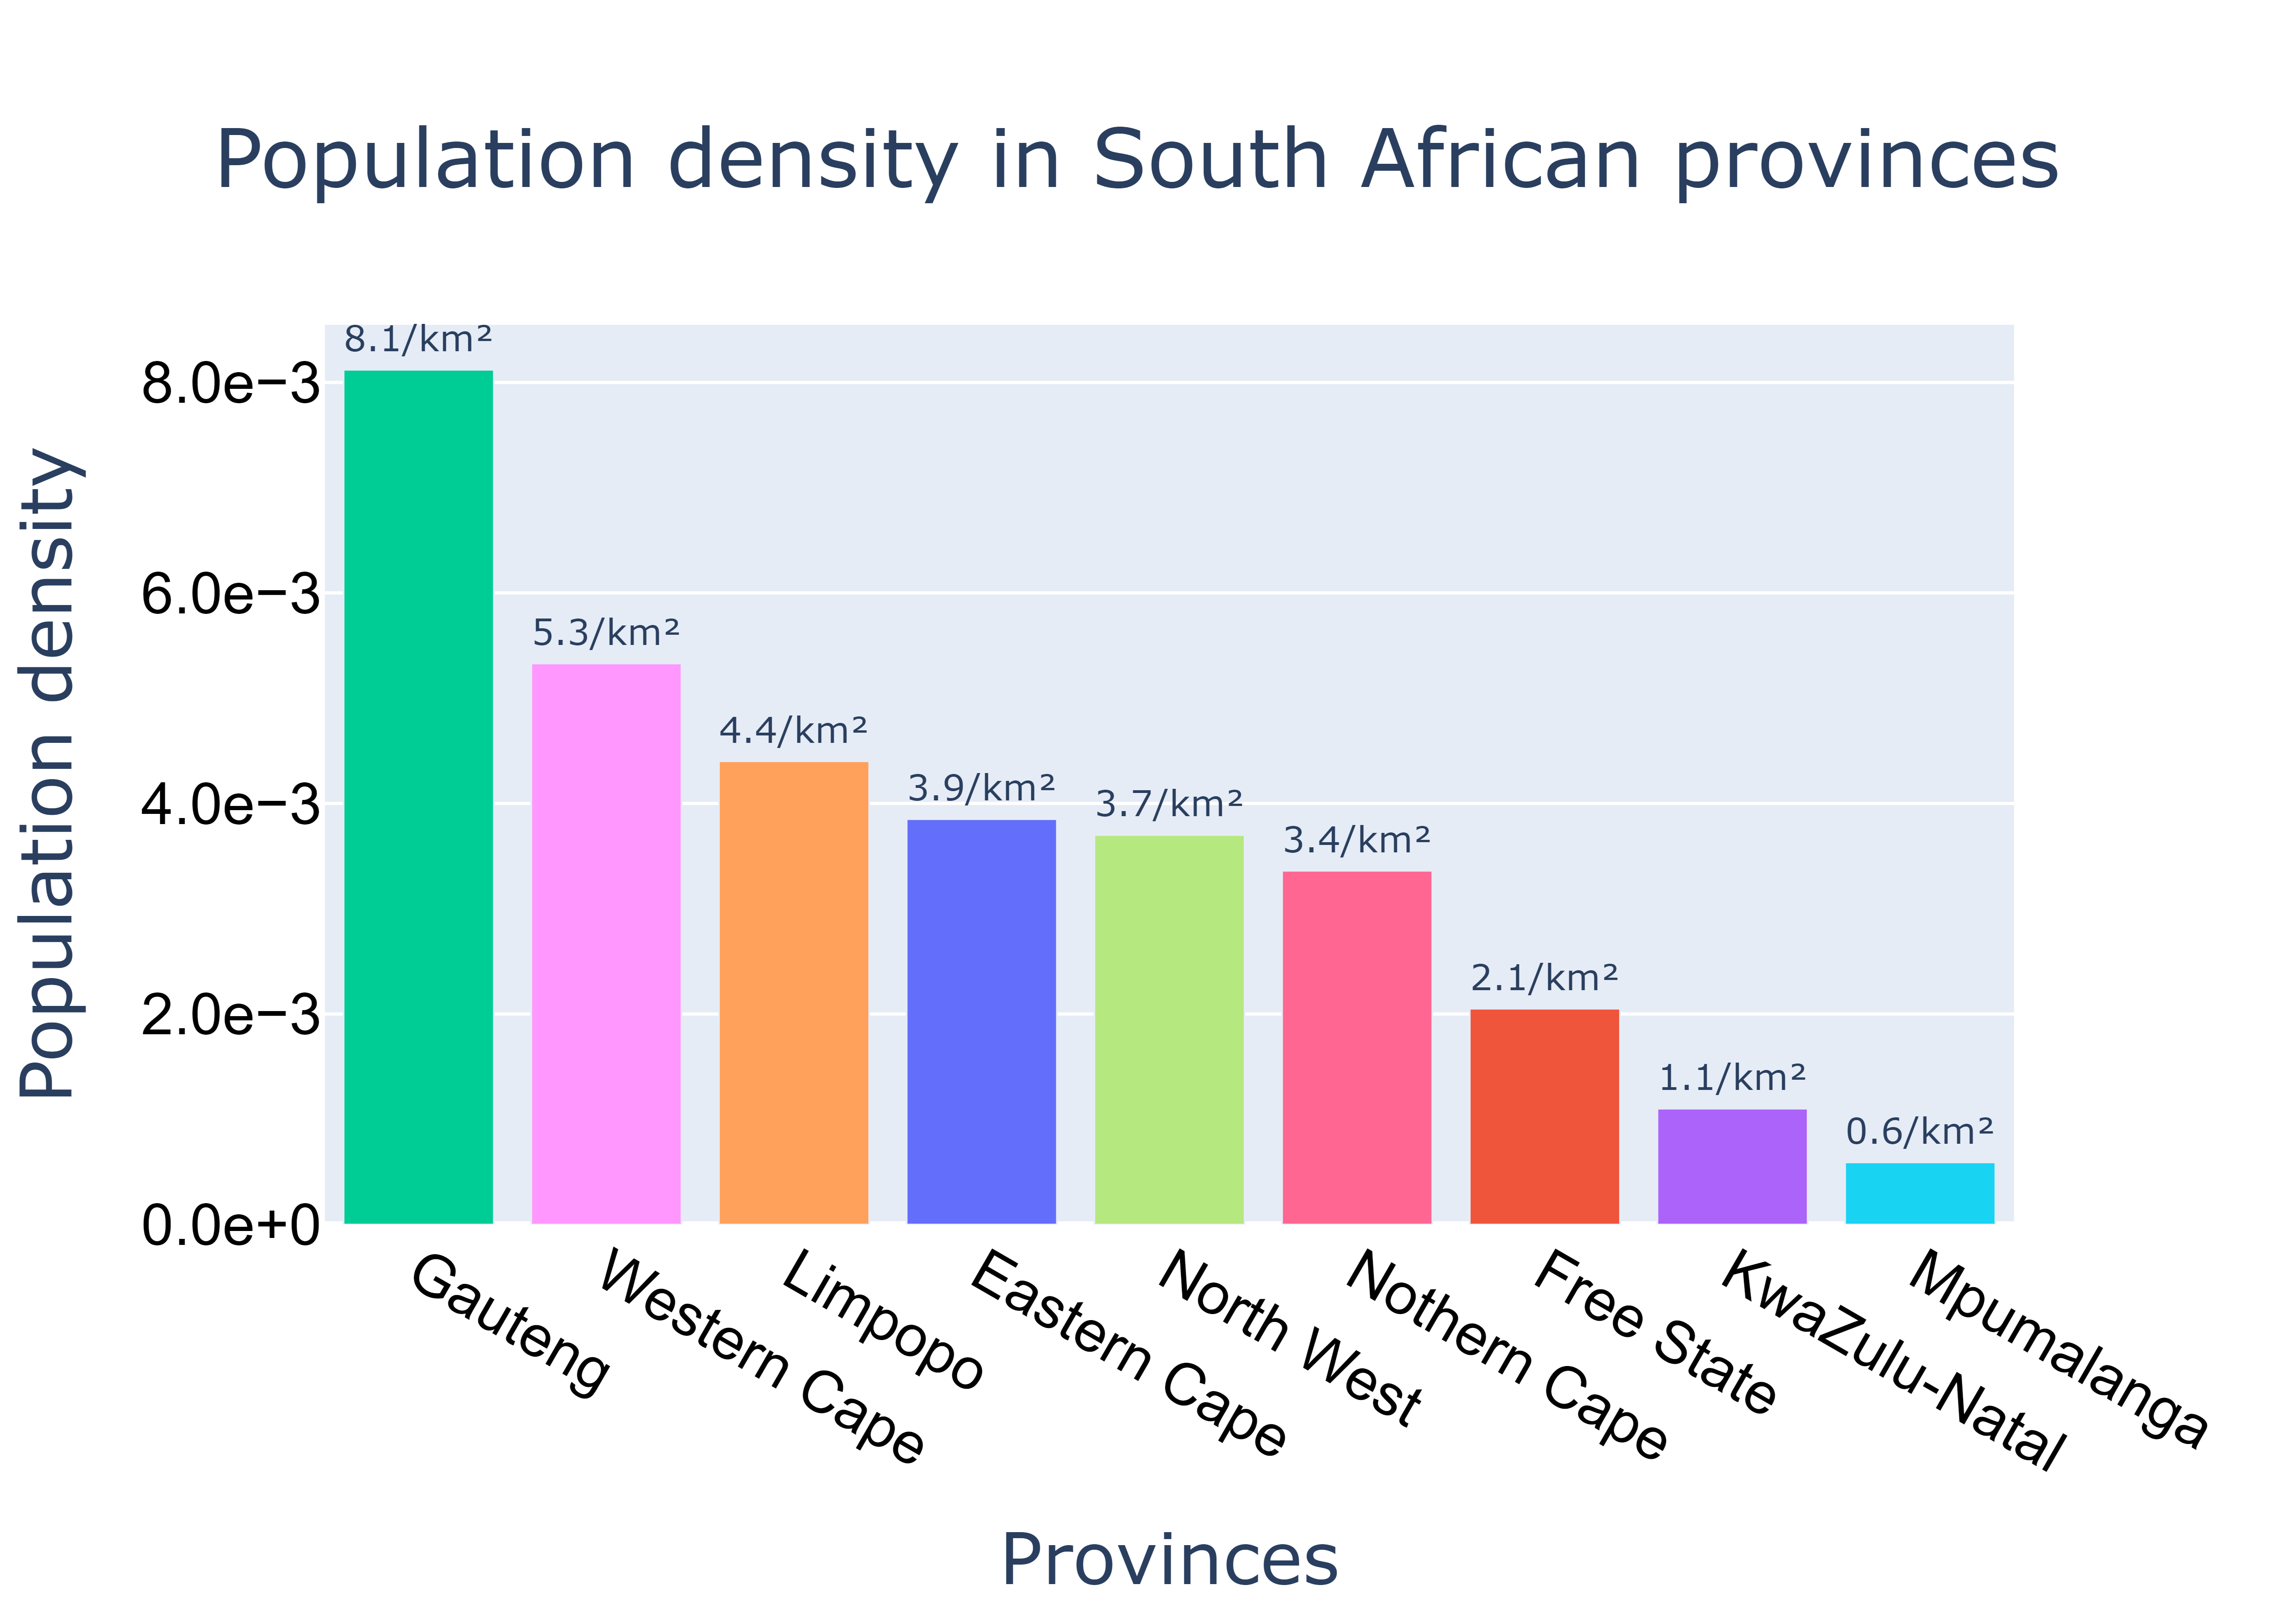 Population density in South African provinces
Population density
8.0e−3
6.0e−3
4.0e−3
2.0e−3
0.0e+0
8.1/km²
5.3/km²
4.4/km²
3.9/km²
3.7/km²
3.4/km²
2.1/km²
1.1/km²
0.6/km²
Gauteng
Western Cape
Limpopo
Eastern Cape
North West
Nothern Cape
Free State
KwaZulu-Natal
Mpumalanga
Provinces